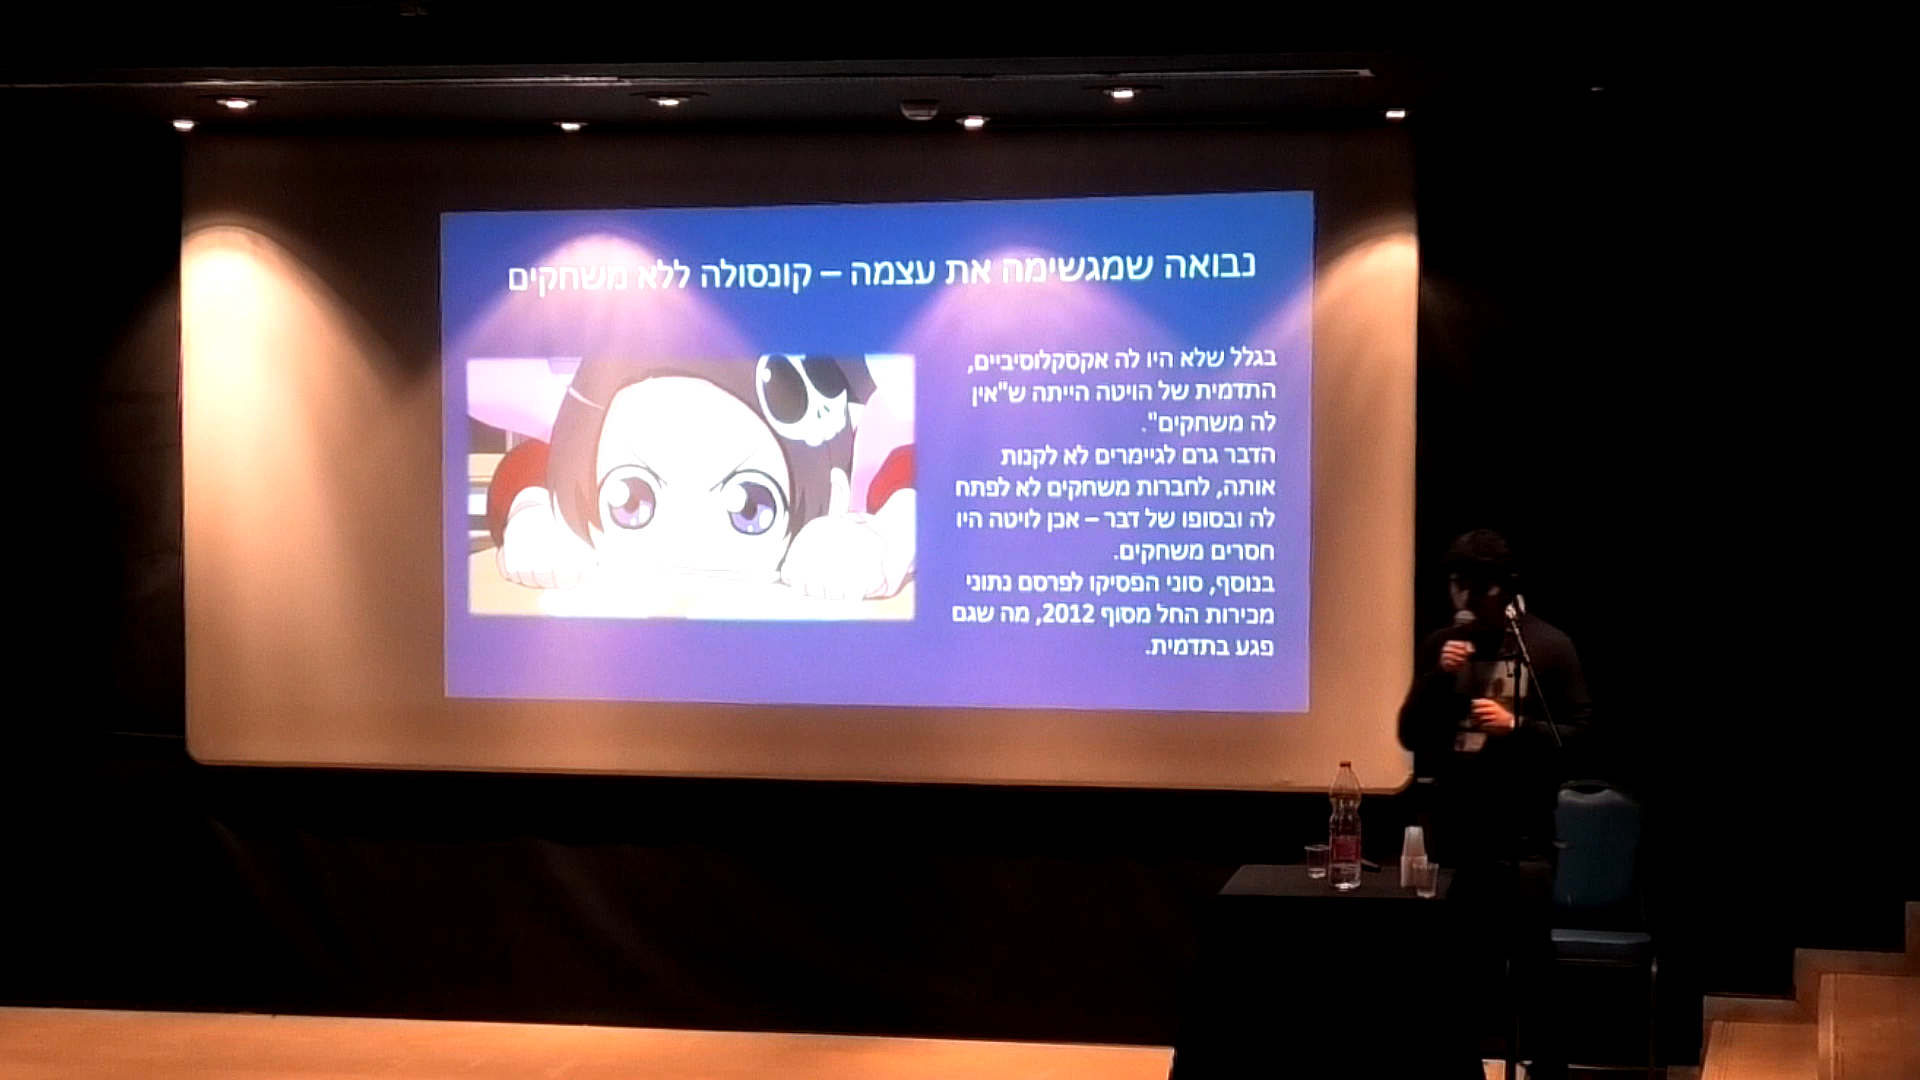 נבואה שמגשימה את עצמה – קונסולה ללא משחקים
בגלל שלא היו לה אקסקלוסיביים,
התדמית של הויטה הייתה ש"אין
לה משחקים".
הדבר גרם לגיימרים לא לקנות
אותה, לחברות משחקים לא לפתח
לה ובסופו של דבר – אכן לויטה היו
חסרים משחקים.
בנוסף, סוני הפסיקו לפרסם נתוני
מכירות החל מסוף 2012, מה שגם
פגע בתדמית.